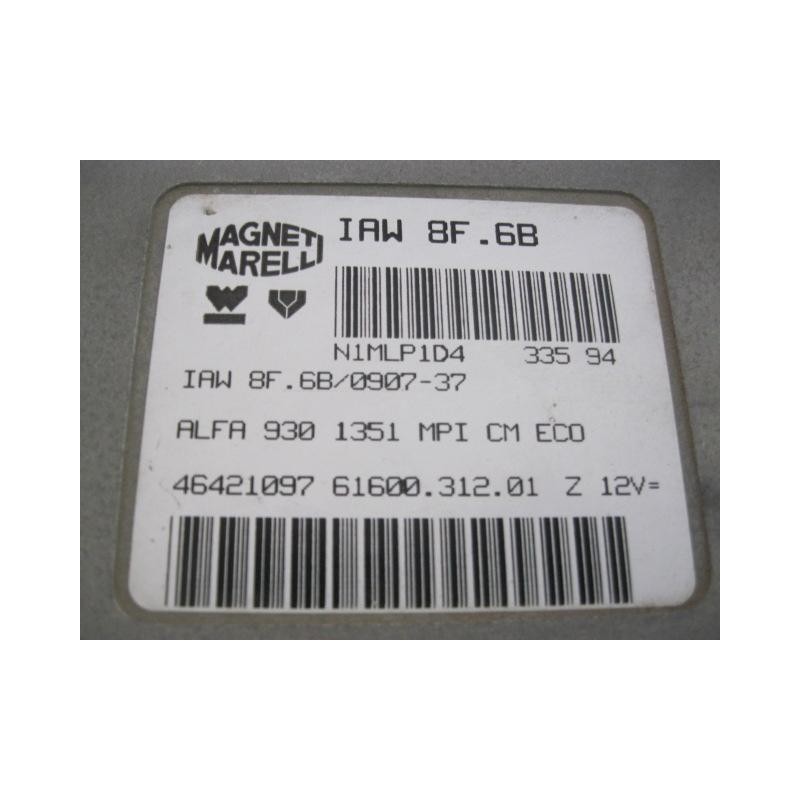 MAGNETI
MARELLI
IAW 8F.6B
N1MLP1D4 335 94
IAW 8F.6B/0907-37
ALFA 930 1351 MPI CM ECO
46421097 61600.312.01 Z 12V=